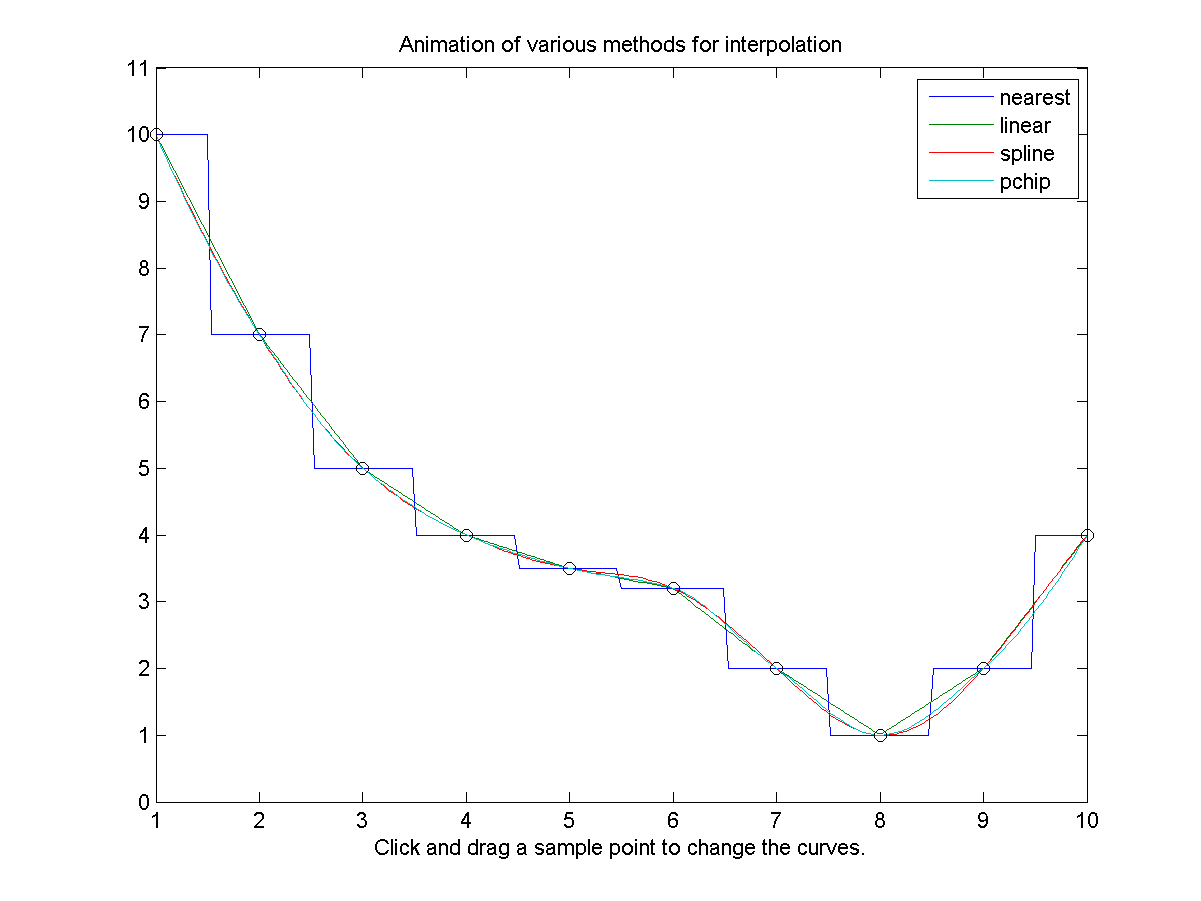 Animation of various methods for interpolation
11
10
9
8
7
6
5
4
3
2
1
0
nearest
linear
spline
pchip
1 2 3 4 5 6 7 8 9 10
Click and drag a sample point to change the curves.